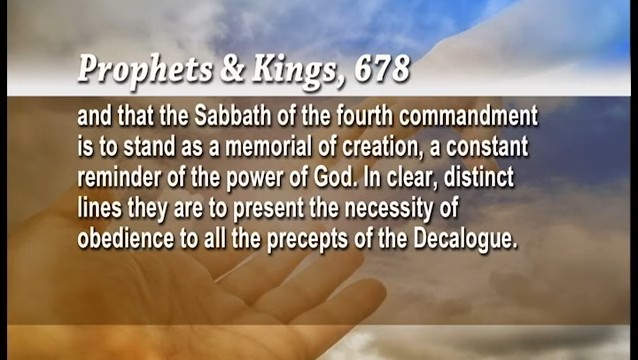 Prophets & Kings, 678
and that the Sabbath of the fourth commandment
is to stand as a memorial of creation, a constant
reminder of the power of God. In clear, distinct
lines they are to present the necessity of
obedience to all the precepts of the Decalogue.